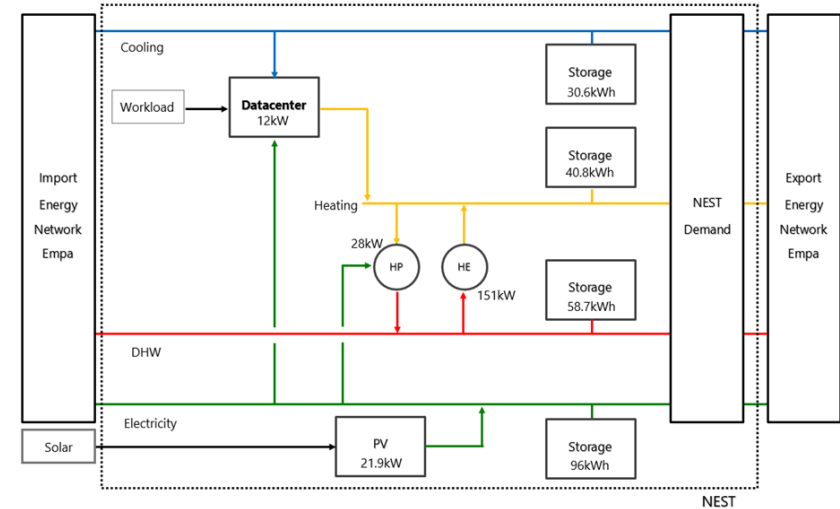 Cooling
Storage
30.6kWh
Workload
Datacenter
12kW
Storage
40.8kWh
Import
Energy
Network
Empa
Heating
NEST
Demand
Export
Energy
Network
Empa
28kW
HP
HE
151kW
Storage
58.7kWh
DHW
Electricity
Solar
PV
21.9kW
Storage
96kWh
NEST